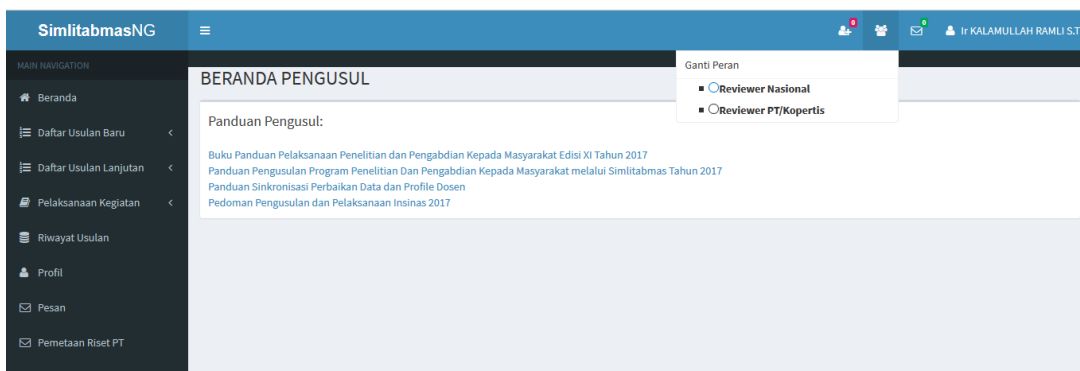 SimlitabmasNG
0
0
Ir KALAMULLAH RAMLI S.T
MAIN NAVIGATION
Beranda
Daftar Usulan Baru
Daftar Usulan Lanjutan
Pelaksanaan Kegiatan
Riwayat Usulan
Profil
Pesan
Pemetaan Riset PT
Ganti Peran
Reviewer Nasional
Reviewer PT/Kopertis
BERANDA PENGUSUL
Panduan Pengusul:
Buku Panduan Pelaksanaan Penelitian dan Pengabdian Kepada Masyarakat Edisi XI Tahun 2017
Panduan Pengusulan Program Penelitian Dan Pengabdian Kepada Masyarakat melalui Simlitabmas Tahun 2017
Panduan Sinkronisasi Perbaikan Data dan Profile Dosen
Pedoman Pengusulan dan Pelaksanaan Insinas 2017